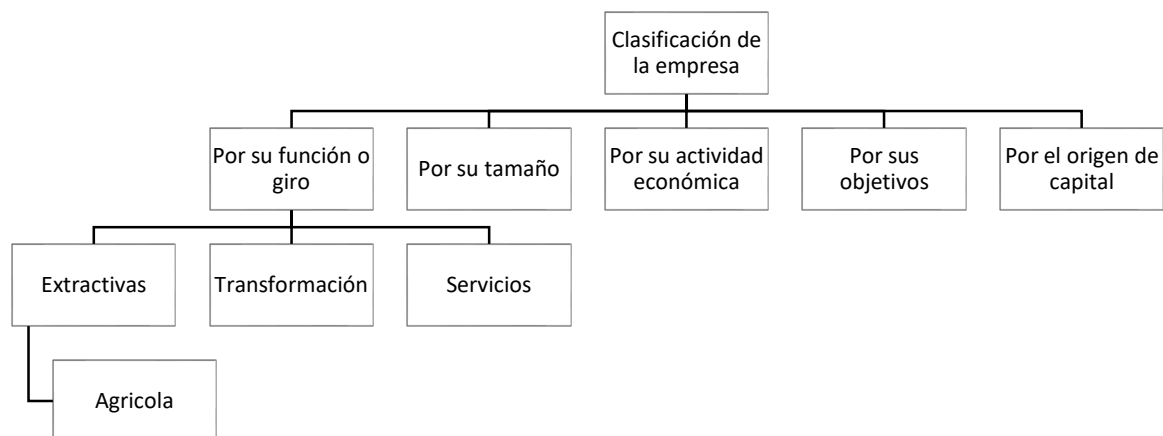 Clasificación de
la empresa
Por su función o
giro
Por su tamaño
Por su actividad
económica
Por sus
objetivos
Por el origen de
capital
Extractivas
Transformación
Servicios
Agricola